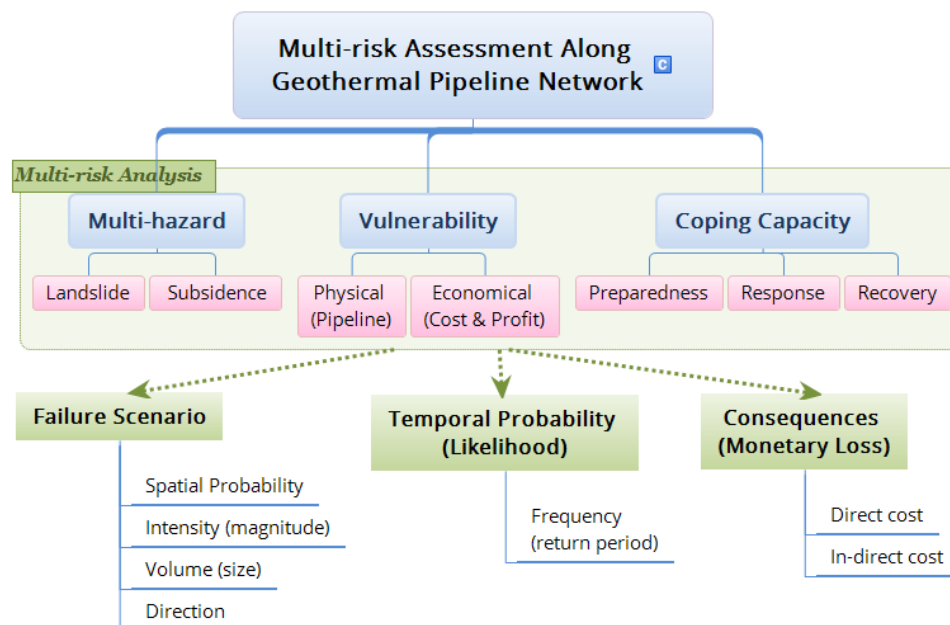 Multi-risk Assessment Along
Geothermal Pipeline Network
C
Multi-risk Analysis
Multi-hazard
Vulnerability
Coping Capacity
Landslide
Subsidence
Physical
(Pipeline)
Economical
(Cost & Profit)
Preparedness
Response
Recovery
Failure Scenario
Temporal Probability
(Likelihood)
Consequences
(Monetary Loss)
Spatial Probability
Intensity (magnitude)
Volume (size)
Direction
Frequency
(return period)
Direct cost
In-direct cost